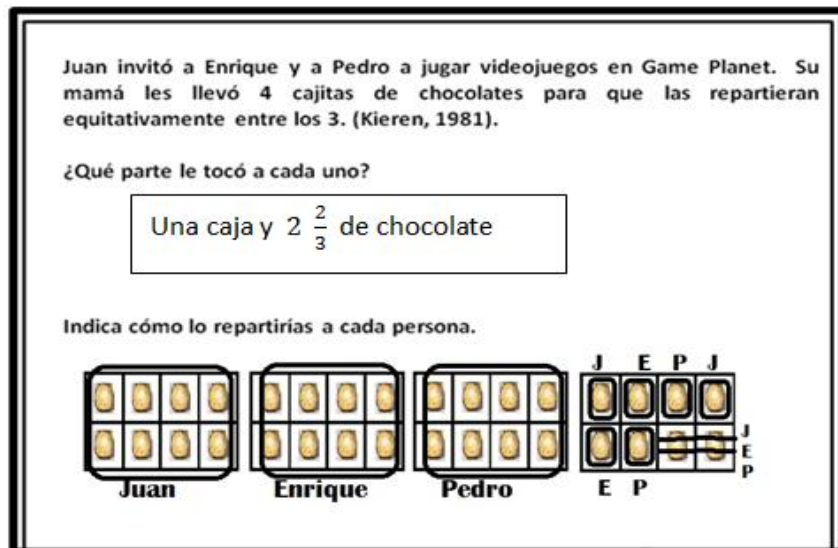 Juan invitó a Enrique y a Pedro a jugar videojuegos en Game Planet. Su
mamá les llevó 4 cajitas de chocolates para que las repartieran
equitativamente entre los 3. (Kieren, 1981).
¿Qué parte le tocó a cada uno?
Una caja y 2 2/3 de chocolate
Indica cómo lo repartirías a cada persona.
J E P J
J
E
P
Juan Enrique Pedro E P